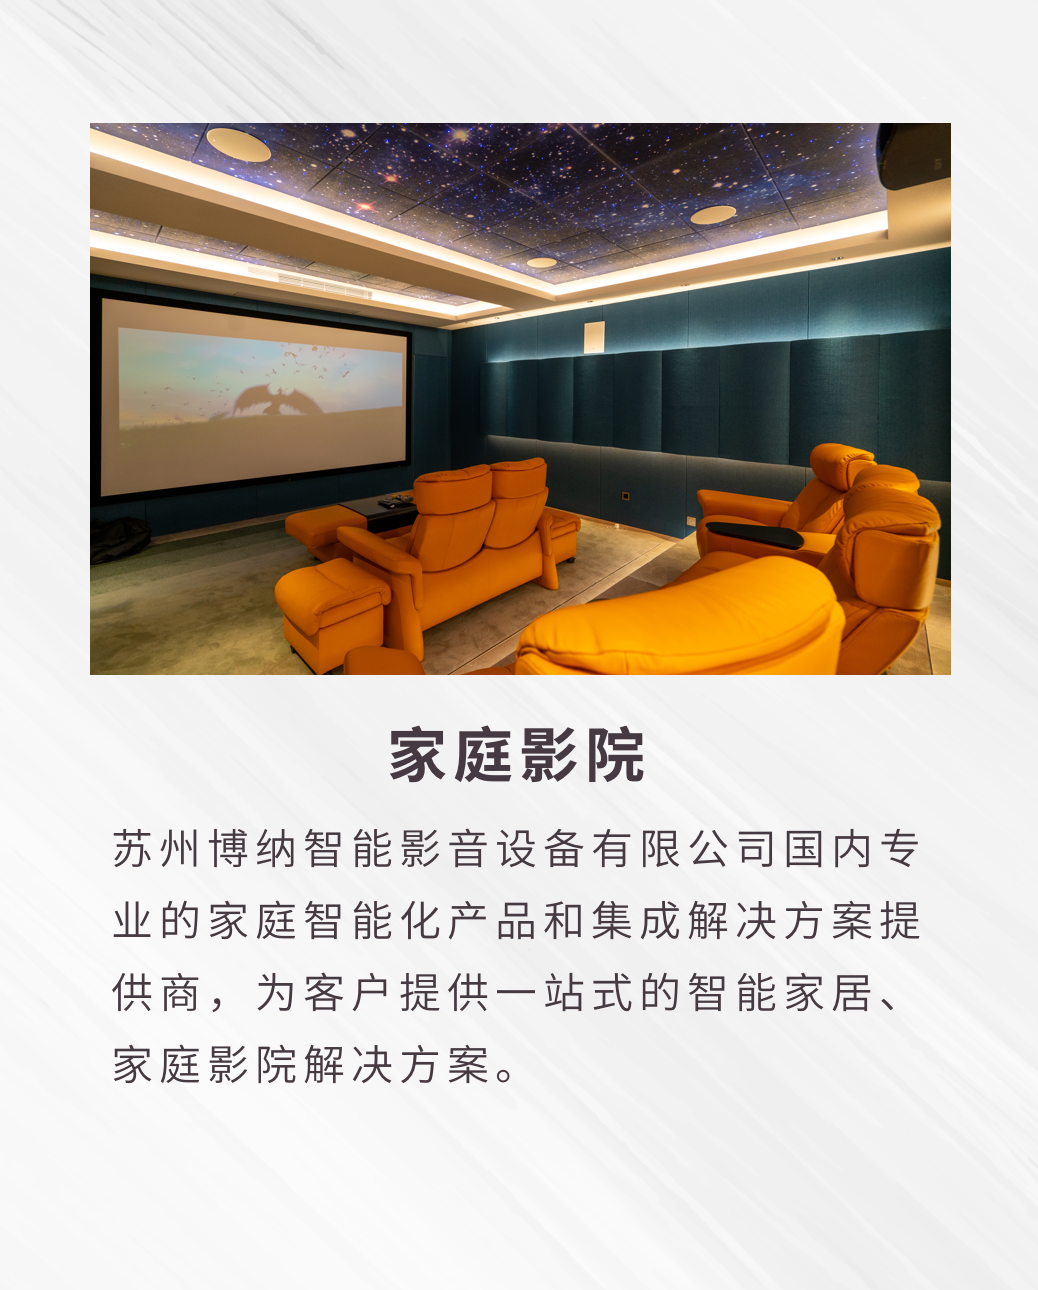 家庭影院
苏州博纳智能影音设备有限公司国内专
业的家庭智能化产品和集成解决方案提
供商，为客户提供一站式的智能家居、
家庭影院解决方案。